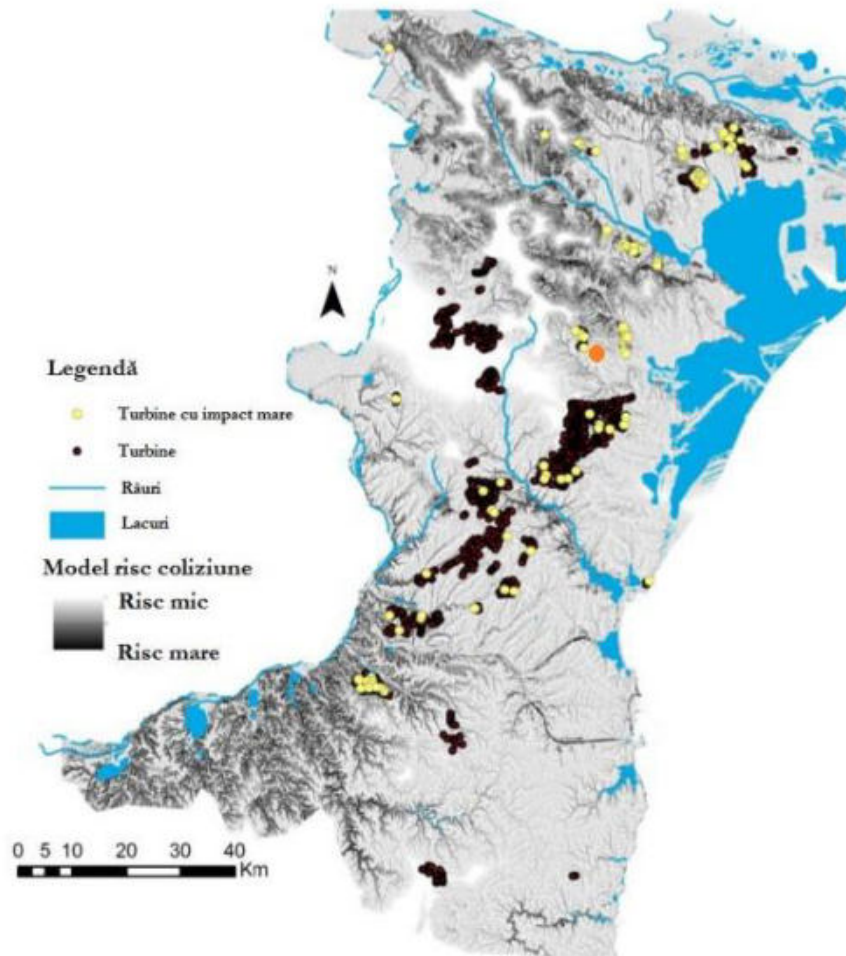 N
Legendă
Turbine cu impact mare
Turbine
Râuri
Lacuri
Model risc coliziune
Risc mic
Risc mare
0 5 10 20 30 40
Km